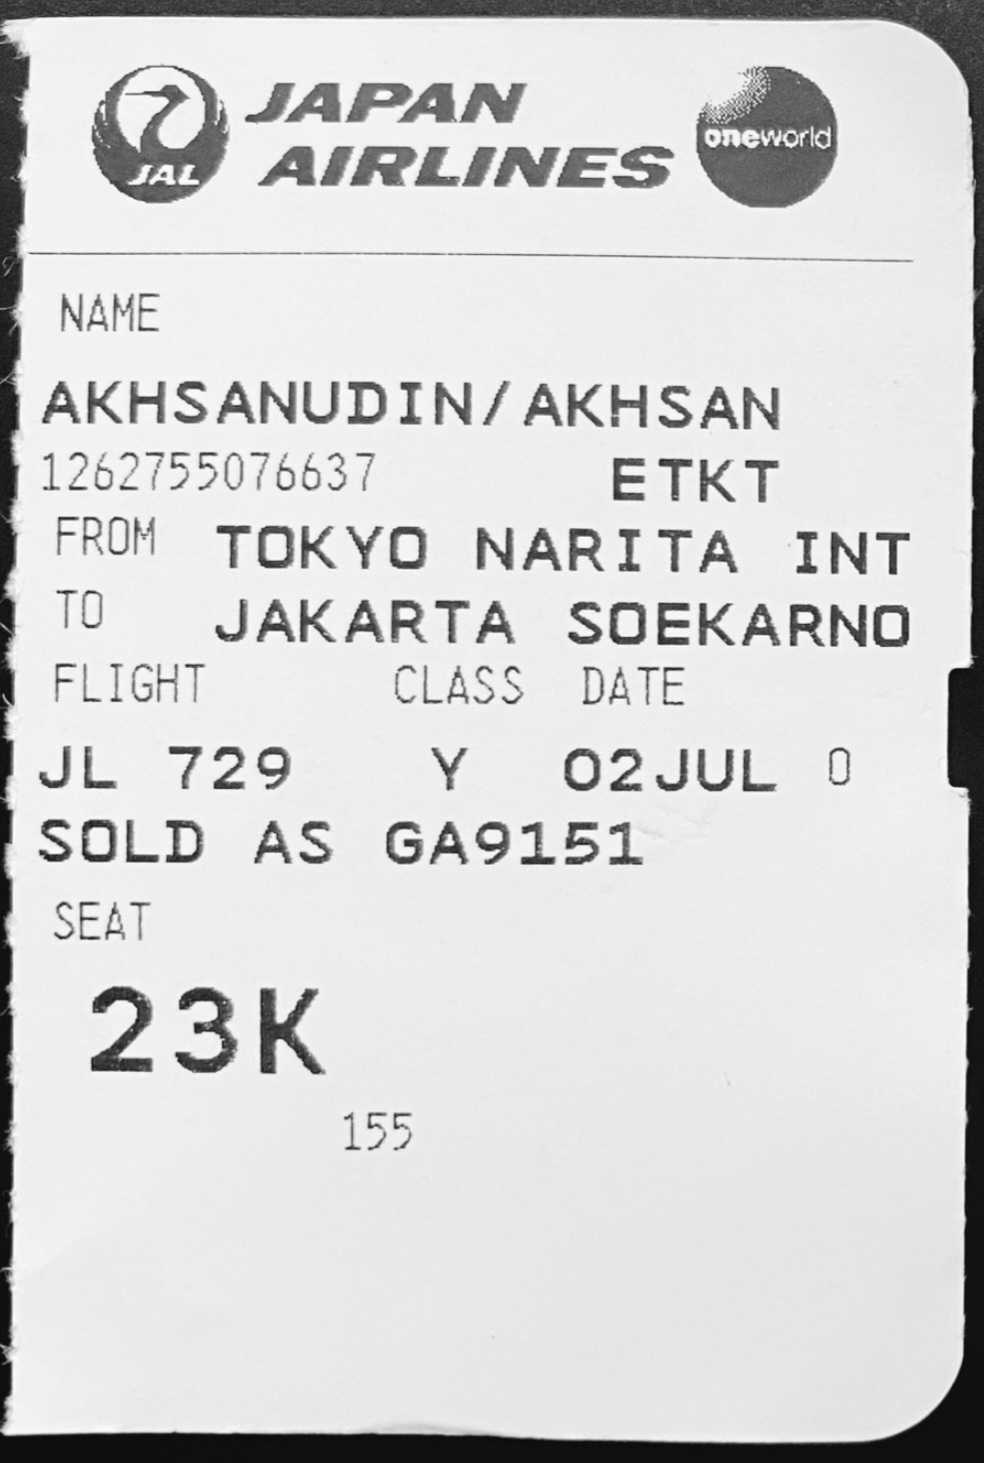 JAL
JAPAN
AIRLINES
oneworld
NAME
AKHSANUDIN/AKHSAN
1262755076637 ETKT
FROM TOKYO NARITA INT
TO JAKARTA SOEKARNO
FLIGHT CLASS DATE
JL 729 Y 02JUL 0
SOLD AS GA9151
SEAT
23K
155